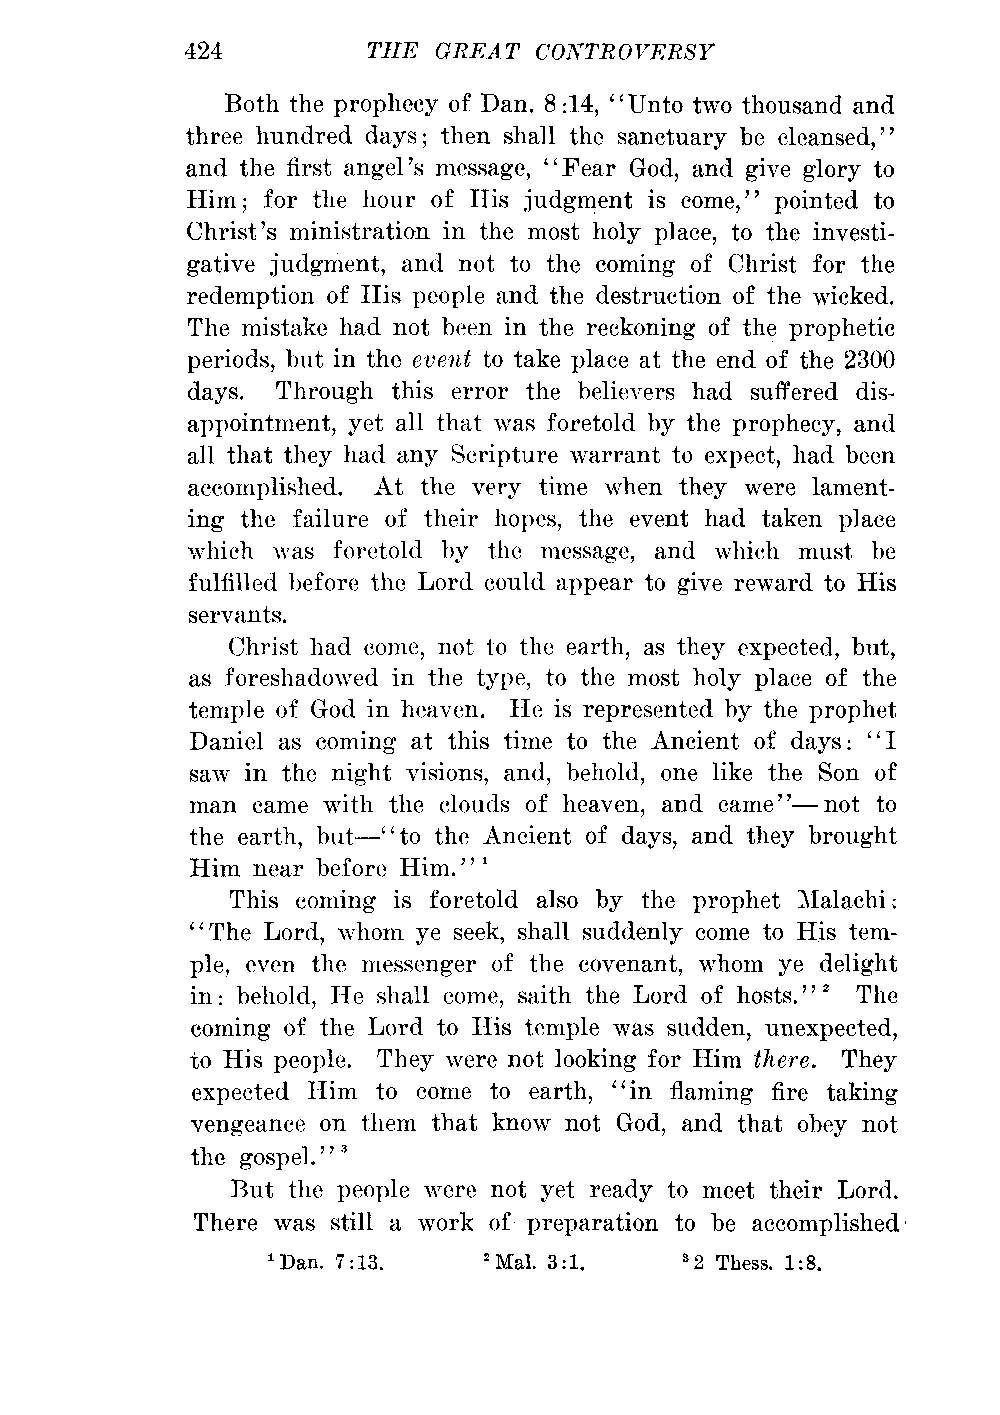 424 THE GREAT CONTROVERSY
Both the prophecy of Dan. 8:14, "Unto two thousand and
three hundred days; then shall the sanctuary be cleansed,"
and the first angel's message, "Fear God, and give glory to
Him; for the hour of His judgment is come," pointed to
Christ's ministration in the most holy place, to the investi-
gative judgment, and not to the coming of Christ for the
redemption of His people and the destruction of the wicked.
The mistake had not been in the reckoning of the prophetic
periods, but in the event to take place at the end of the 2300
days. Through this error the believers had suffered dis-
appointment, yet all that was foretold by the prophecy, and
all that they had any Scripture warrant to expect, had been
accomplished. At the very time when they were lament-
ing the failure of their hopes, the event had taken place
which was foretold by the message, and which must be
fulfilled before the Lord could appear to give reward to His
servants.
Christ had come, not to the earth, as they expected, but,
as foreshadowed in the type, to the most holy place of the
temple of God in heaven. He is represented by the prophet
Daniel as coming at this time to the Ancient of days: "I
saw in the night visions, and, behold, one like the Son of
man came with the clouds of heaven, and came"—not to
the earth, but—"to the Ancient of days, and they brought
Him near before Him."¹
This coming is foretold also by the prophet Malachi:
"The Lord, whom ye seek, shall suddenly come to His tem-
ple, even the messenger of the covenant, whom ye delight
in: behold, He shall come, saith the Lord of hosts."² The
coming of the Lord to His temple was sudden, unexpected,
to His people. They were not looking for Him there. They
expected Him to come to earth, "in flaming fire taking
vengeance on them that know not God, and that obey not
the gospel."³
But the people were not yet ready to meet their Lord.
There was still a work of preparation to be accomplished
¹ Dan. 7:13. ² Mal. 3:1. ³ 2 Thess. 1:8.